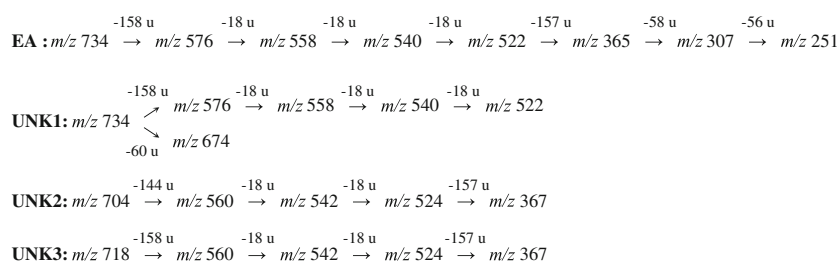 -158 u -18 u -18 u -18 u -157 u -58 u -56 u
EA : m/z 734 → m/z 576 → m/z 558 → m/z 540 → m/z 522 → m/z 365 → m/z 307 → m/z 251
-158 u -18 u -18 u -18 u
m/z 576 → m/z 558 → m/z 540 → m/z 522
UNK1: m/z 734
m/z 674
-60 u
-144 u -18 u -18 u -157 u
UNK2: m/z 704 → m/z 560 → m/z 542 → m/z 524 → m/z 367
-158 u -18 u -18 u -157 u
UNK3: m/z 718 → m/z 560 → m/z 542 → m/z 524 → m/z 367